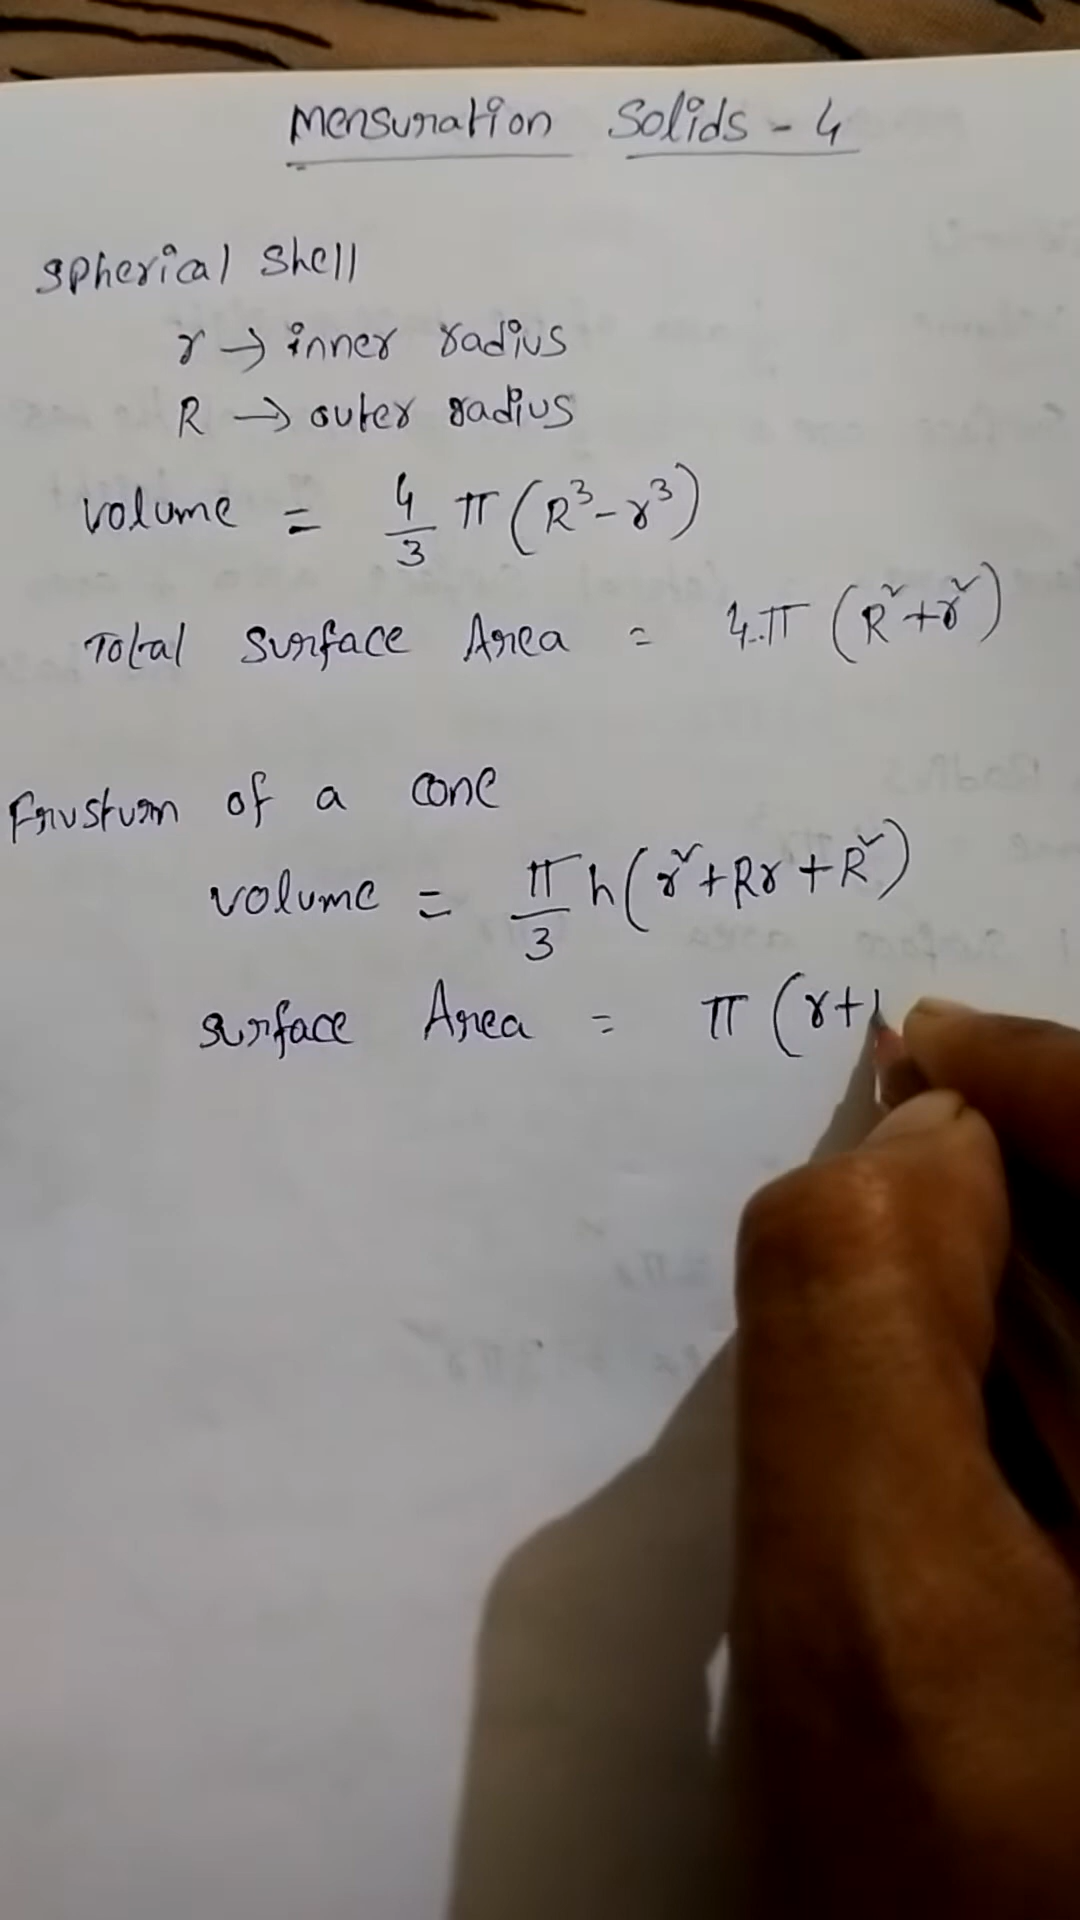 Mensuration Solids - 4
Spherical Shell
r → inner radius
R → outer radius
Volume = 4/3 π (R³ - r³)
Total Surface Area = 4π (R² + r²)
Frustum of a cone
volume = π/3 h (r² + Rr + R²)
Surface Area = π (r +